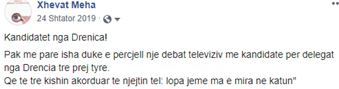 Xhevat Meha
24 Shtator 2019 ·
Kandidatet nga Drenica!
Pak me pare isha duke e percjell nje debat televiziv me kandidate per delegat
nga Drencia tre prej tyre.
Qe te tre kishin akorduar te njejtin tel: lopa jeme ma e mira ne katun"